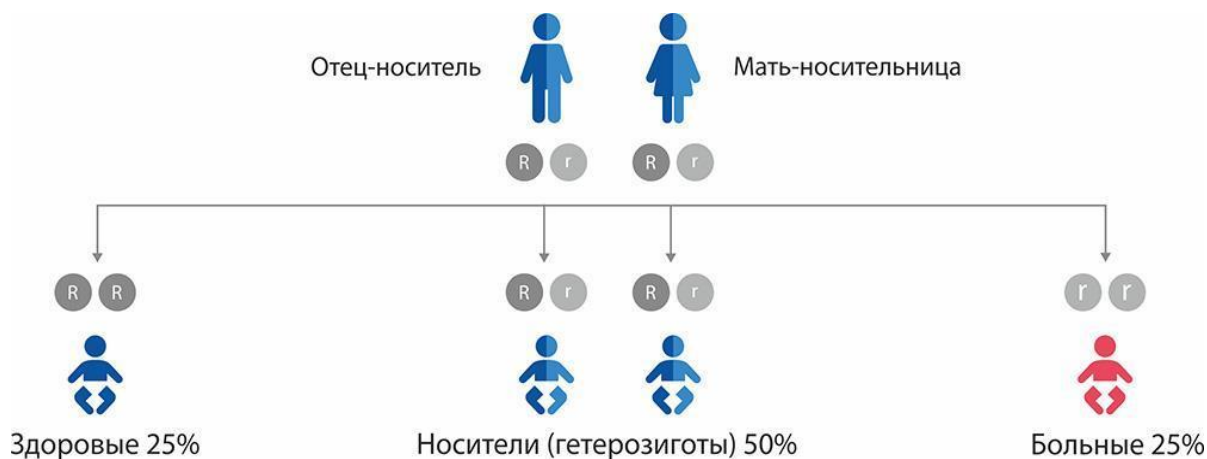 Отец-носитель
Мать-носительница
R r R r
R R R r R r r r
Здоровые 25%
Носители (гетерозиготы) 50%
Больные 25%